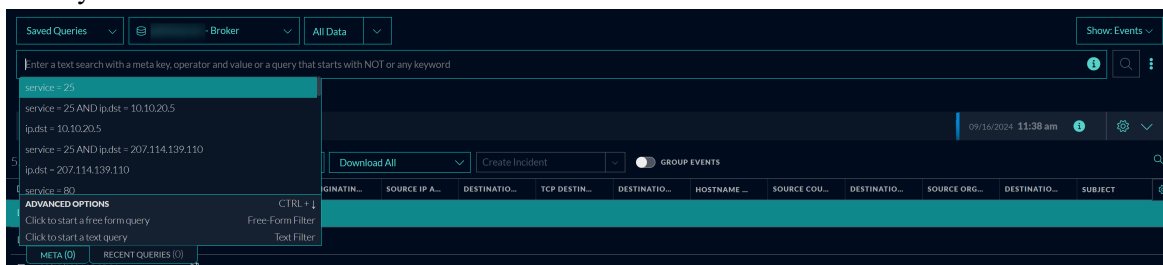 Saved Queries
- Broker
All Data
Show: Events
Enter a text search with a meta key, operator and value or a query that starts with NOT or any keyword
service = 25
service = 25 AND ip.dst = 10.10.20.5
ip.dst = 10.10.20.5
service = 25 AND ip.dst = 207.114.139.110
ip.dst = 207.114.139.110
service = 80
09/16/2024 11:38 am
Download All
Create Incident
GROUP EVENTS
SOURCE IP A... DESTINATIO... TCP DESTIN... DESTINATIO... HOSTNAME ... SOURCE COU... DESTINATIO... SOURCE ORG... DESTINATIO... SUBJECT
ADVANCED OPTIONS CTRL + ↓
Click to start a free form query Free-Form Filter
Click to start a text query Text Filter
META (0) RECENT QUERIES (0)